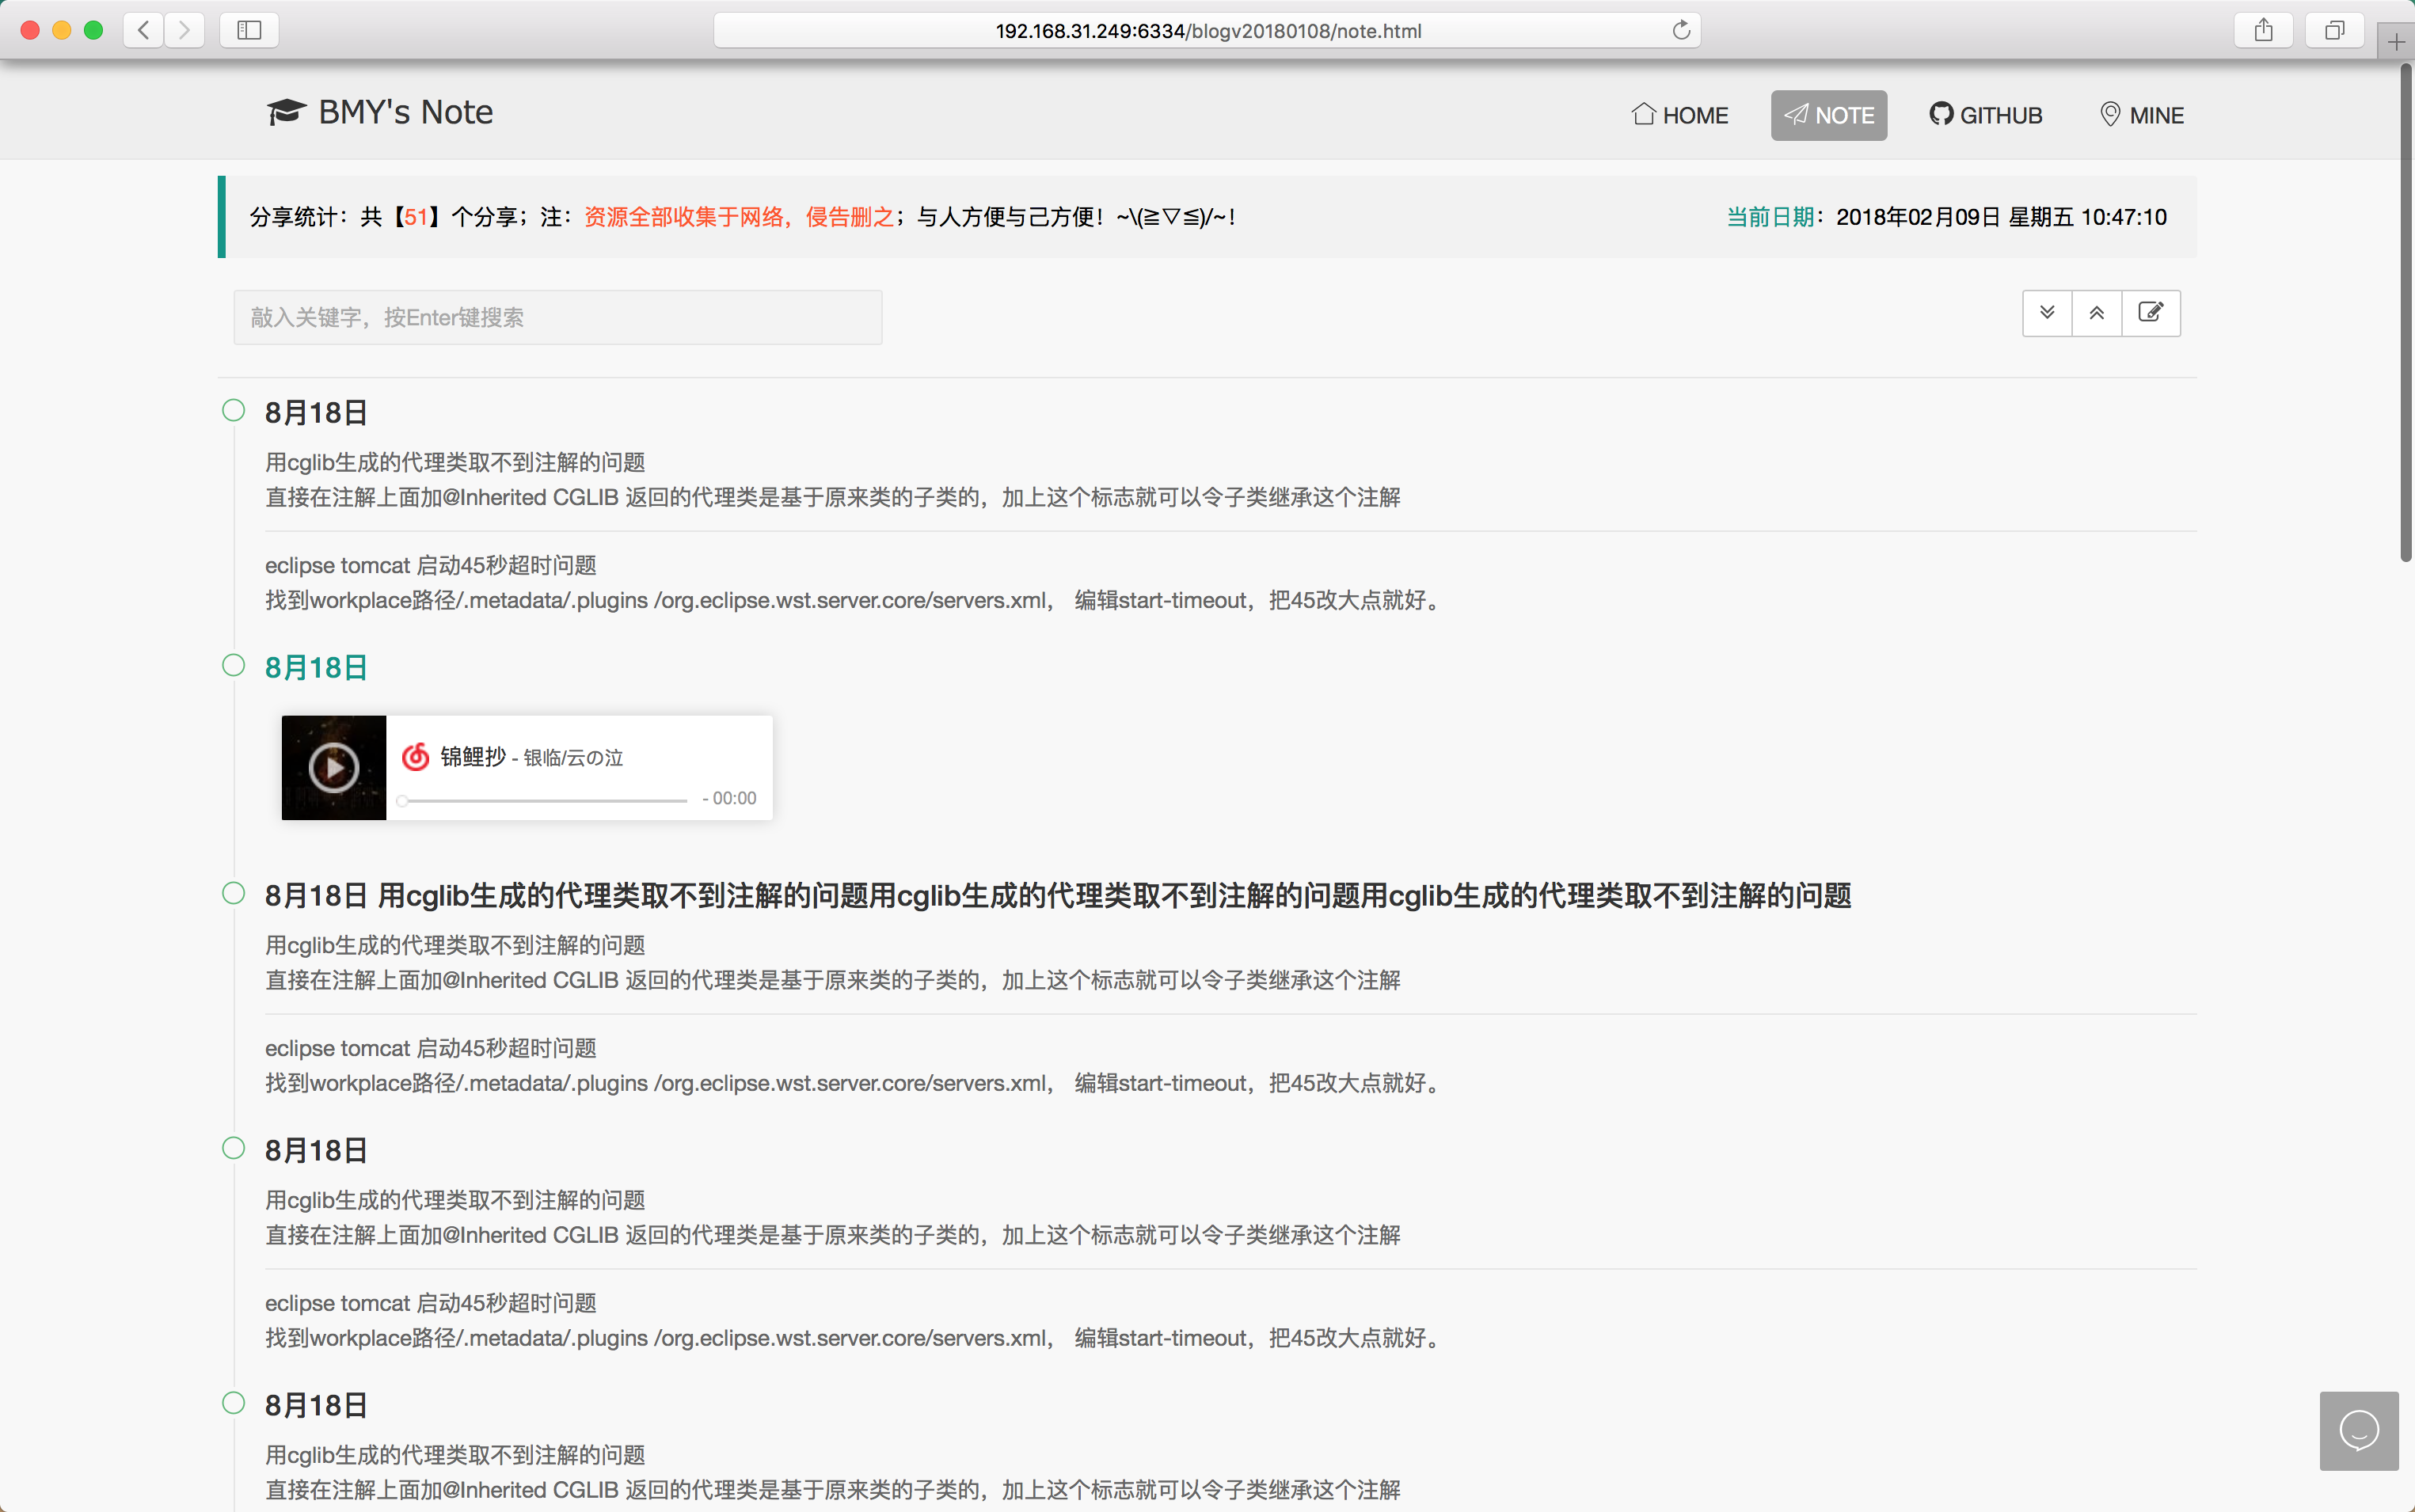 192.168.31.249:6334/blogv20180108/note.html
BMY's Note
HOME
NOTE
GITHUB
MINE
分享统计：共【51】个分享；注：资源全部收集于网络，侵告删之；与人方便与己方便！~\(≧▽≦)/~！
当前日期：2018年02月09日 星期五 10:47:10
敲入关键字，按Enter键搜索
8月18日
用cglib生成的代理类取不到注解的问题
直接在注解上面加@Inherited CGLIB 返回的代理类是基于原来类的子类的，加上这个标志就可以令子类继承这个注解
eclipse tomcat 启动45秒超时问题
找到workplace路径/.metadata/.plugins /org.eclipse.wst.server.core/servers.xml， 编辑start-timeout，把45改大点就好。
8月18日
锦鲤抄 - 银临/云の泣
- 00:00
8月18日 用cglib生成的代理类取不到注解的问题用cglib生成的代理类取不到注解的问题用cglib生成的代理类取不到注解的问题
用cglib生成的代理类取不到注解的问题
直接在注解上面加@Inherited CGLIB 返回的代理类是基于原来类的子类的，加上这个标志就可以令子类继承这个注解
eclipse tomcat 启动45秒超时问题
找到workplace路径/.metadata/.plugins /org.eclipse.wst.server.core/servers.xml， 编辑start-timeout，把45改大点就好。
8月18日
用cglib生成的代理类取不到注解的问题
直接在注解上面加@Inherited CGLIB 返回的代理类是基于原来类的子类的，加上这个标志就可以令子类继承这个注解
eclipse tomcat 启动45秒超时问题
找到workplace路径/.metadata/.plugins /org.eclipse.wst.server.core/servers.xml， 编辑start-timeout，把45改大点就好。
8月18日
用cglib生成的代理类取不到注解的问题
直接在注解上面加@Inherited CGLIB 返回的代理类是基于原来类的子类的，加上这个标志就可以令子类继承这个注解